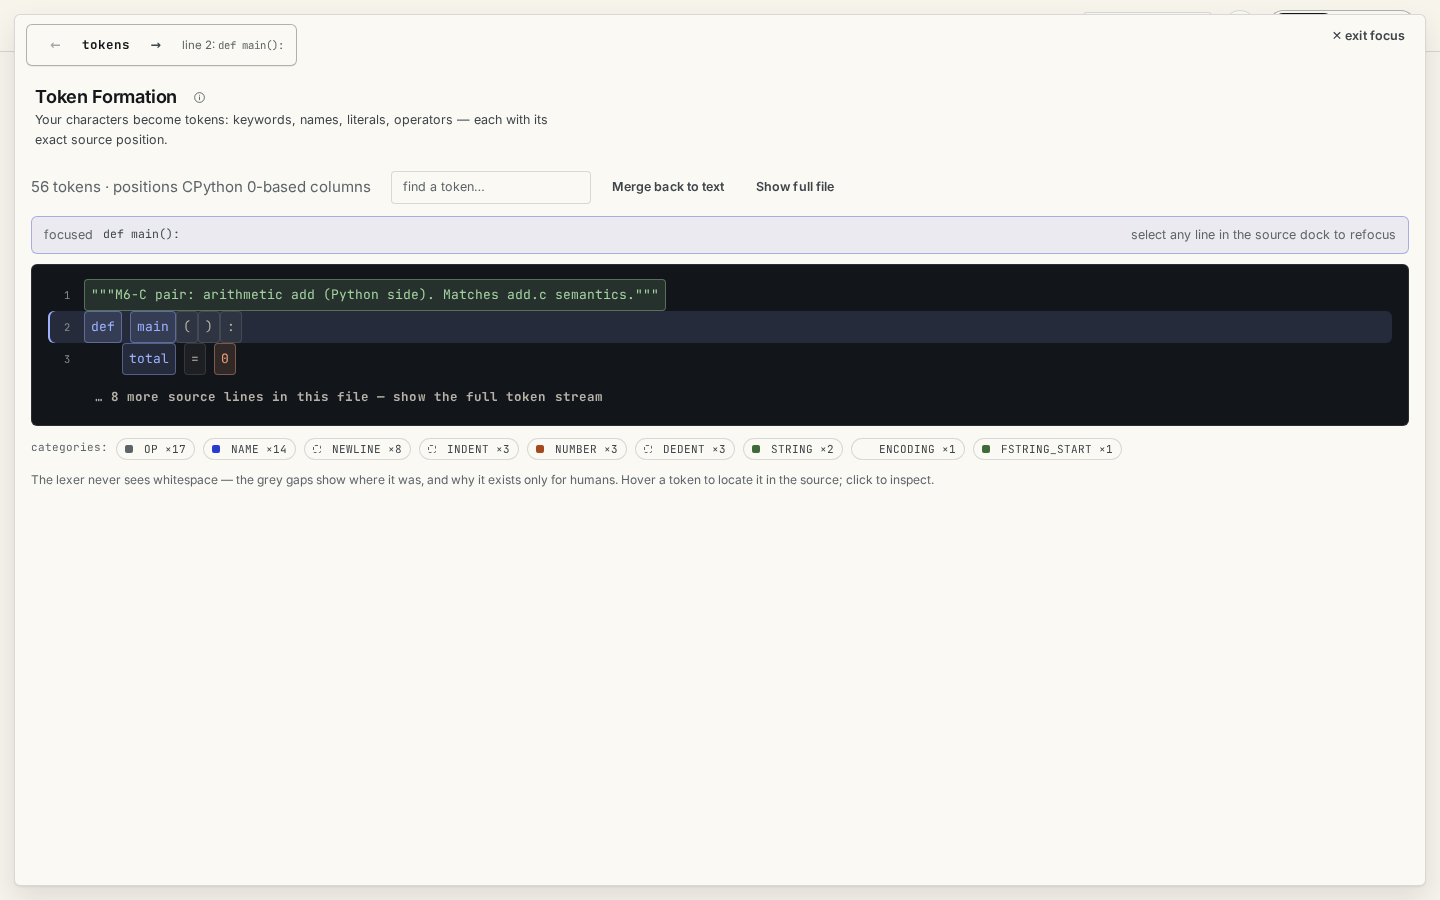 ← tokens → line 2: def main():
✕ exit focus
Token Formation
Your characters become tokens: keywords, names, literals, operators — each with its
exact source position.
56 tokens · positions CPython 0-based columns
find a token...
Merge back to text
Show full file
focused def main():
select any line in the source dock to refocus
1 """M6-C pair: arithmetic add (Python side). Matches add.c semantics."""
2 def main ( ) :
3 total = 0
… 8 more source lines in this file — show the full token stream
categories: OP ×17 NAME ×14 NEWLINE ×8 INDENT ×3 NUMBER ×3 DEDENT ×3 STRING ×2 ENCODING ×1 FSTRING_START ×1
The lexer never sees whitespace — the grey gaps show where it was, and why it exists only for humans. Hover a token to locate it in the source; click to inspect.